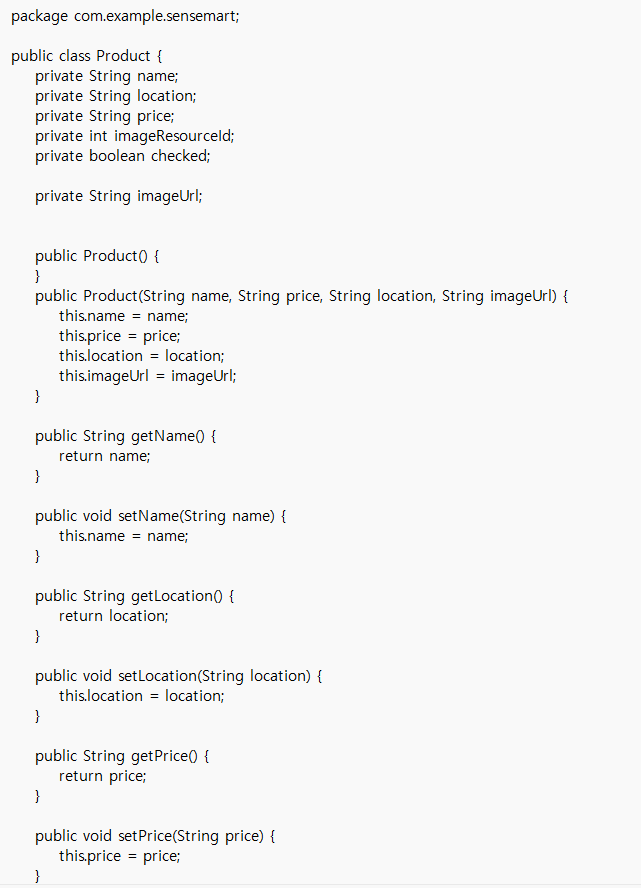 package com.example.sensemart;
public class Product {
private String name;
private String location;
private String price;
private int imageResourceId;
private boolean checked;
private String imageUrl;
public Product() {
}
public Product(String name, String price, String location, String imageUrl) {
this.name = name;
this.price = price;
this.location = location;
this.imageUrl = imageUrl;
}
public String getName() {
return name;
}
public void setName(String name) {
this.name = name;
}
public String getLocation() {
return location;
}
public void setLocation(String location) {
this.location = location;
}
public String getPrice() {
return price;
}
public void setPrice(String price) {
this.price = price;
}